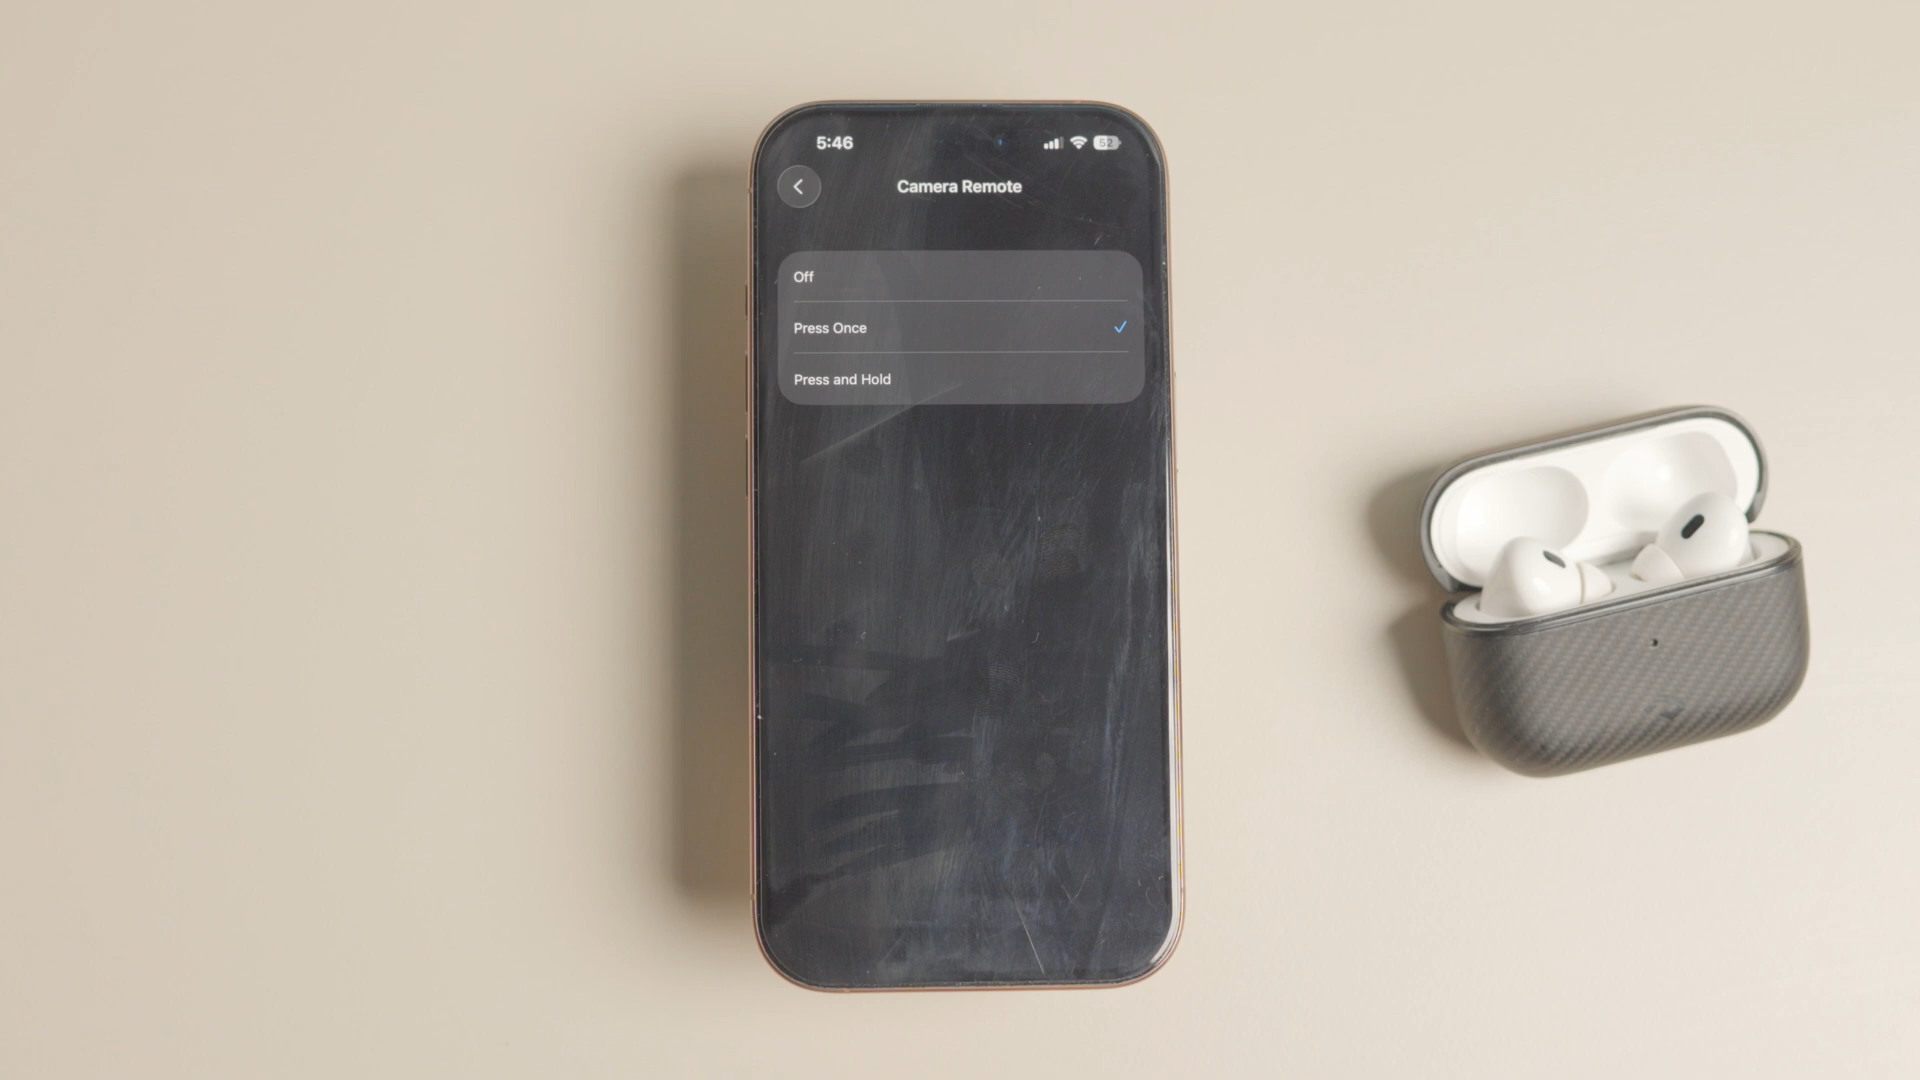 5:46
52
Camera Remote
Off
Press Once
Press and Hold